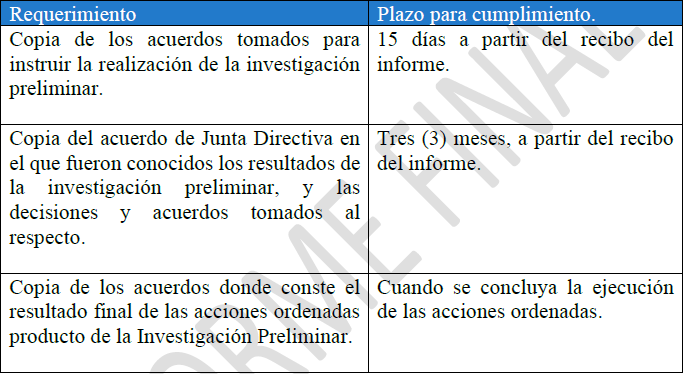 Requerimiento
Plazo para cumplimiento.
Copia de los acuerdos tomados para
instruir la realización de la investigación
preliminar.
15 días a partir del recibo del
informe.
Copia del acuerdo de Junta Directiva en
el que fueron conocidos los resultados de
la investigación preliminar, y las
decisiones y acuerdos tomados al
respecto.
Tres (3) meses, a partir del recibo
del informe.
Copia de los acuerdos donde conste el
resultado final de las acciones ordenadas
producto de la Investigación Preliminar.
Cuando se concluya la ejecución
de las acciones ordenadas.
ORME FINAL